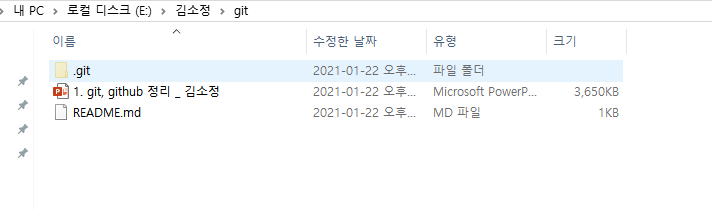 > 내 PC > 로컬 디스크 (E:) > 김소정 > git
이름 수정한 날짜 유형 크기
.git 2021-01-22 오후... 파일 폴더
1. git, github 정리 _ 김소정 2021-01-22 오후... Microsoft PowerP... 3,650KB
README.md 2021-01-22 오후... MD 파일 1KB